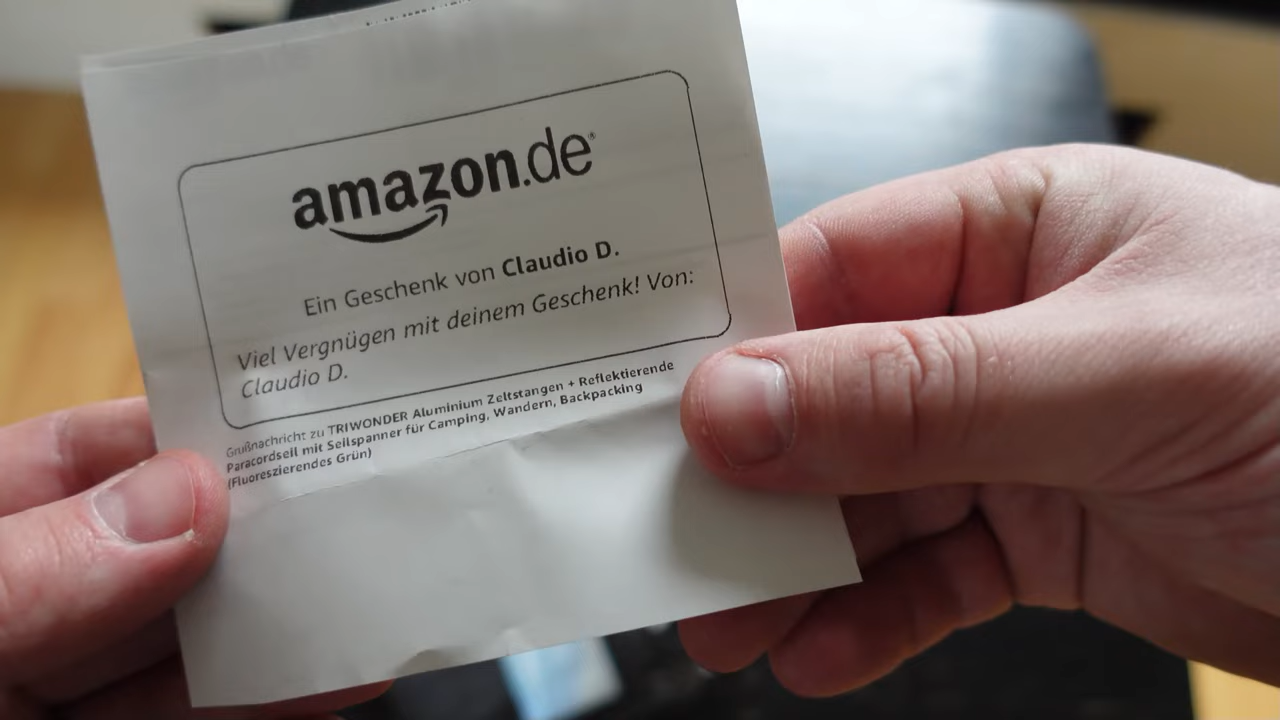 amazon.de
Ein Geschenk von Claudio D.
Viel Vergnügen mit deinem Geschenk! Von:
Claudio D.
Grußnachricht zu TRIWONDER Aluminium Zeltstangen + Reflektierende
Paracordseil mit Seilspanner für Camping, Wandern, Backpacking
(Fluoreszierendes Grün)